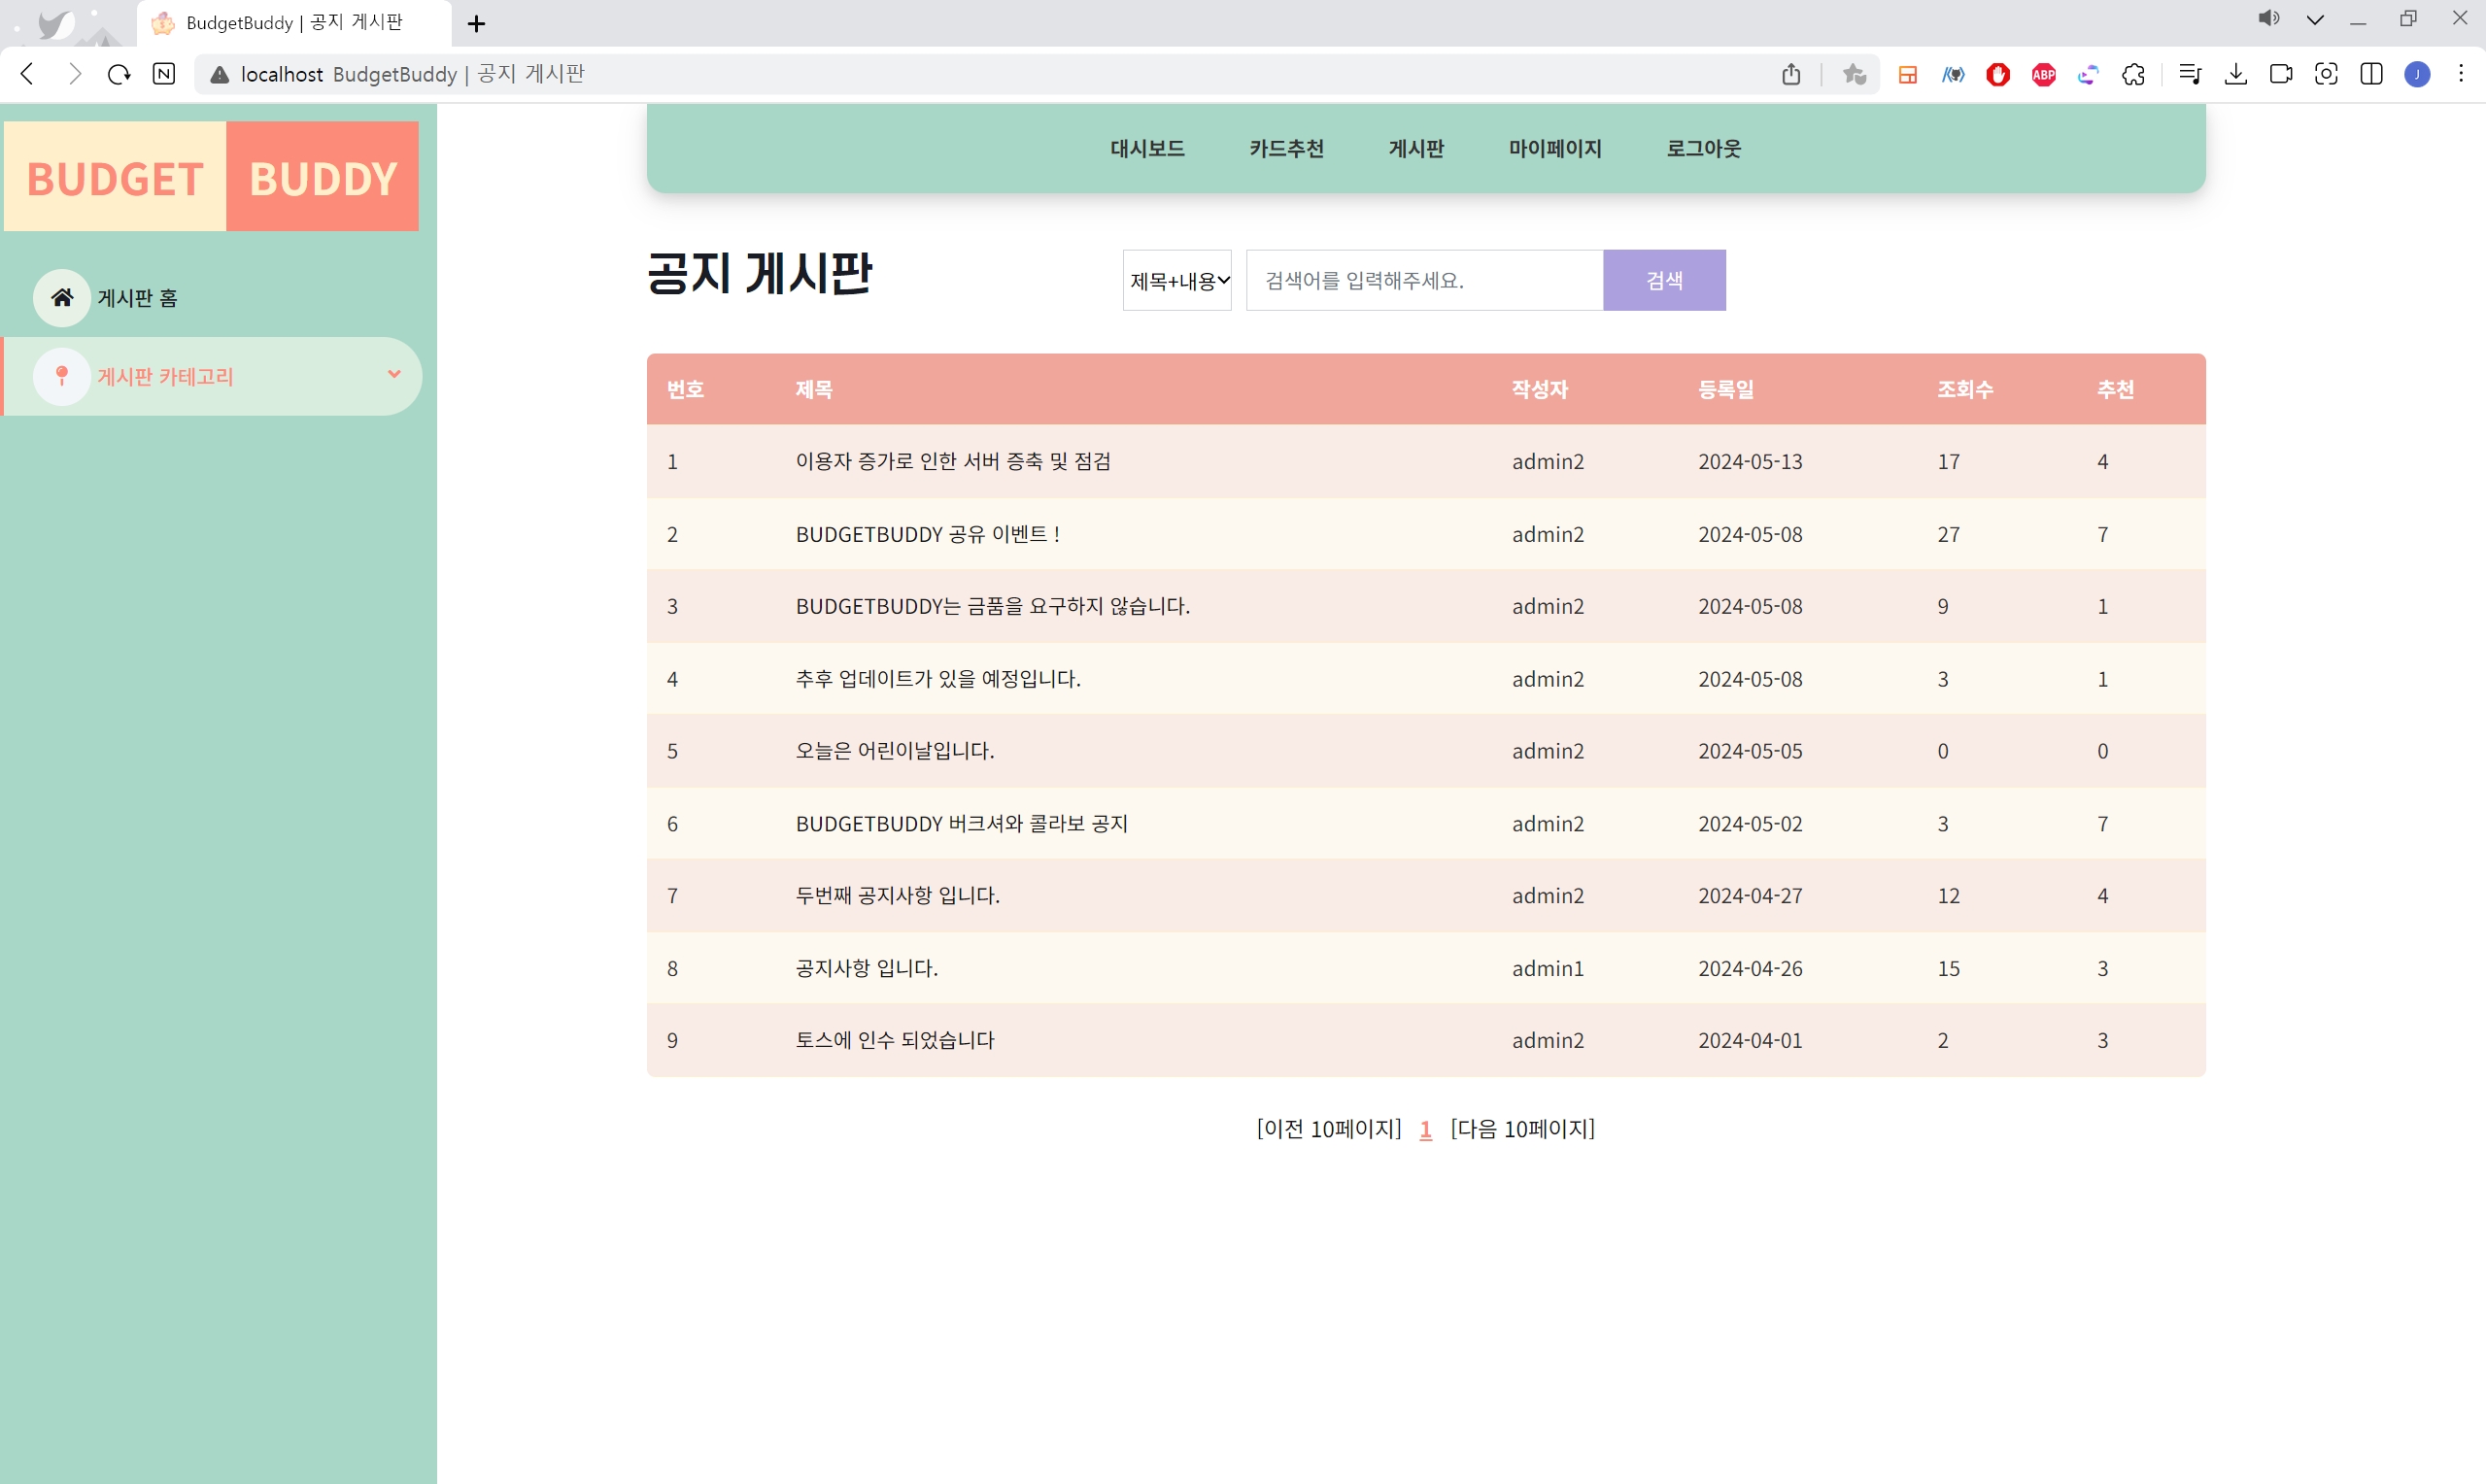 BudgetBuddy | 공지 게시판
localhost BudgetBuddy | 공지 게시판
ABP
J
BUDGET BUDDY
게시판 홈
게시판 카테고리
대시보드 카드추천 게시판 마이페이지 로그아웃
공지 게시판
제목+내용 검색어를 입력해주세요. 검색
번호 제목 작성자 등록일 조회수 추천
1 이용자 증가로 인한 서버 증축 및 점검 admin2 2024-05-13 17 4
2 BUDGETBUDDY 공유 이벤트 ! admin2 2024-05-08 27 7
3 BUDGETBUDDY는 금품을 요구하지 않습니다. admin2 2024-05-08 9 1
4 추후 업데이트가 있을 예정입니다. admin2 2024-05-08 3 1
5 오늘은 어린이날입니다. admin2 2024-05-05 0 0
6 BUDGETBUDDY 버크셔와 콜라보 공지 admin2 2024-05-02 3 7
7 두번째 공지사항 입니다. admin2 2024-04-27 12 4
8 공지사항 입니다. admin1 2024-04-26 15 3
9 토스에 인수 되었습니다 admin2 2024-04-01 2 3
[이전 10페이지] 1 [다음 10페이지]